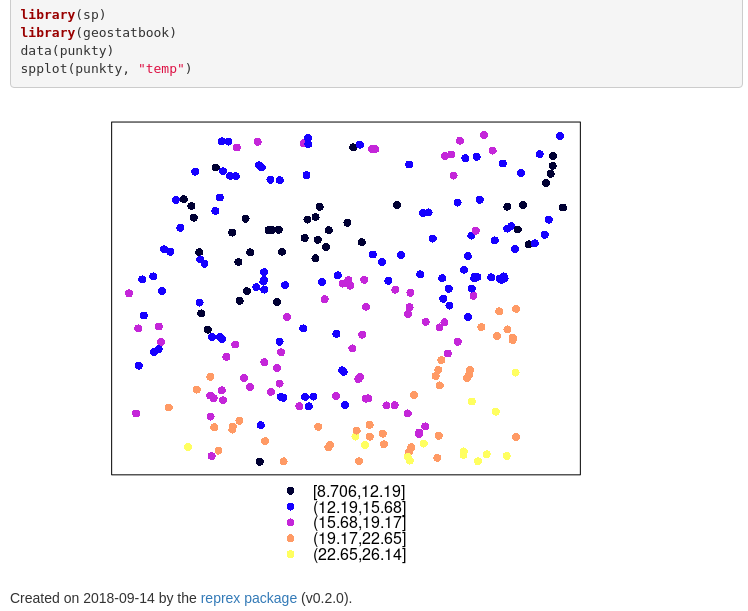 library(sp)
library(geostatbook)
data(punkty)
spplot(punkty, "temp")
[8.706,12.19]
(12.19,15.68]
(15.68,19.17]
(19.17,22.65]
(22.65,26.14]
Created on 2018-09-14 by the reprex package (v0.2.0).